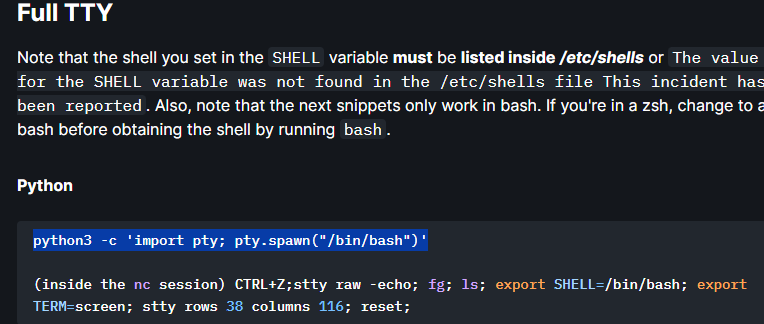 Full TTY
Note that the shell you set in the SHELL variable must be listed inside /etc/shells or The value
for the SHELL variable was not found in the /etc/shells file This incident has
been reported. Also, note that the next snippets only work in bash. If you're in a zsh, change to a
bash before obtaining the shell by running bash.
Python
python3 -c 'import pty; pty.spawn("/bin/bash")'
(inside the nc session) CTRL+Z;stty raw -echo; fg; ls; export SHELL=/bin/bash; export
TERM=screen; stty rows 38 columns 116; reset;